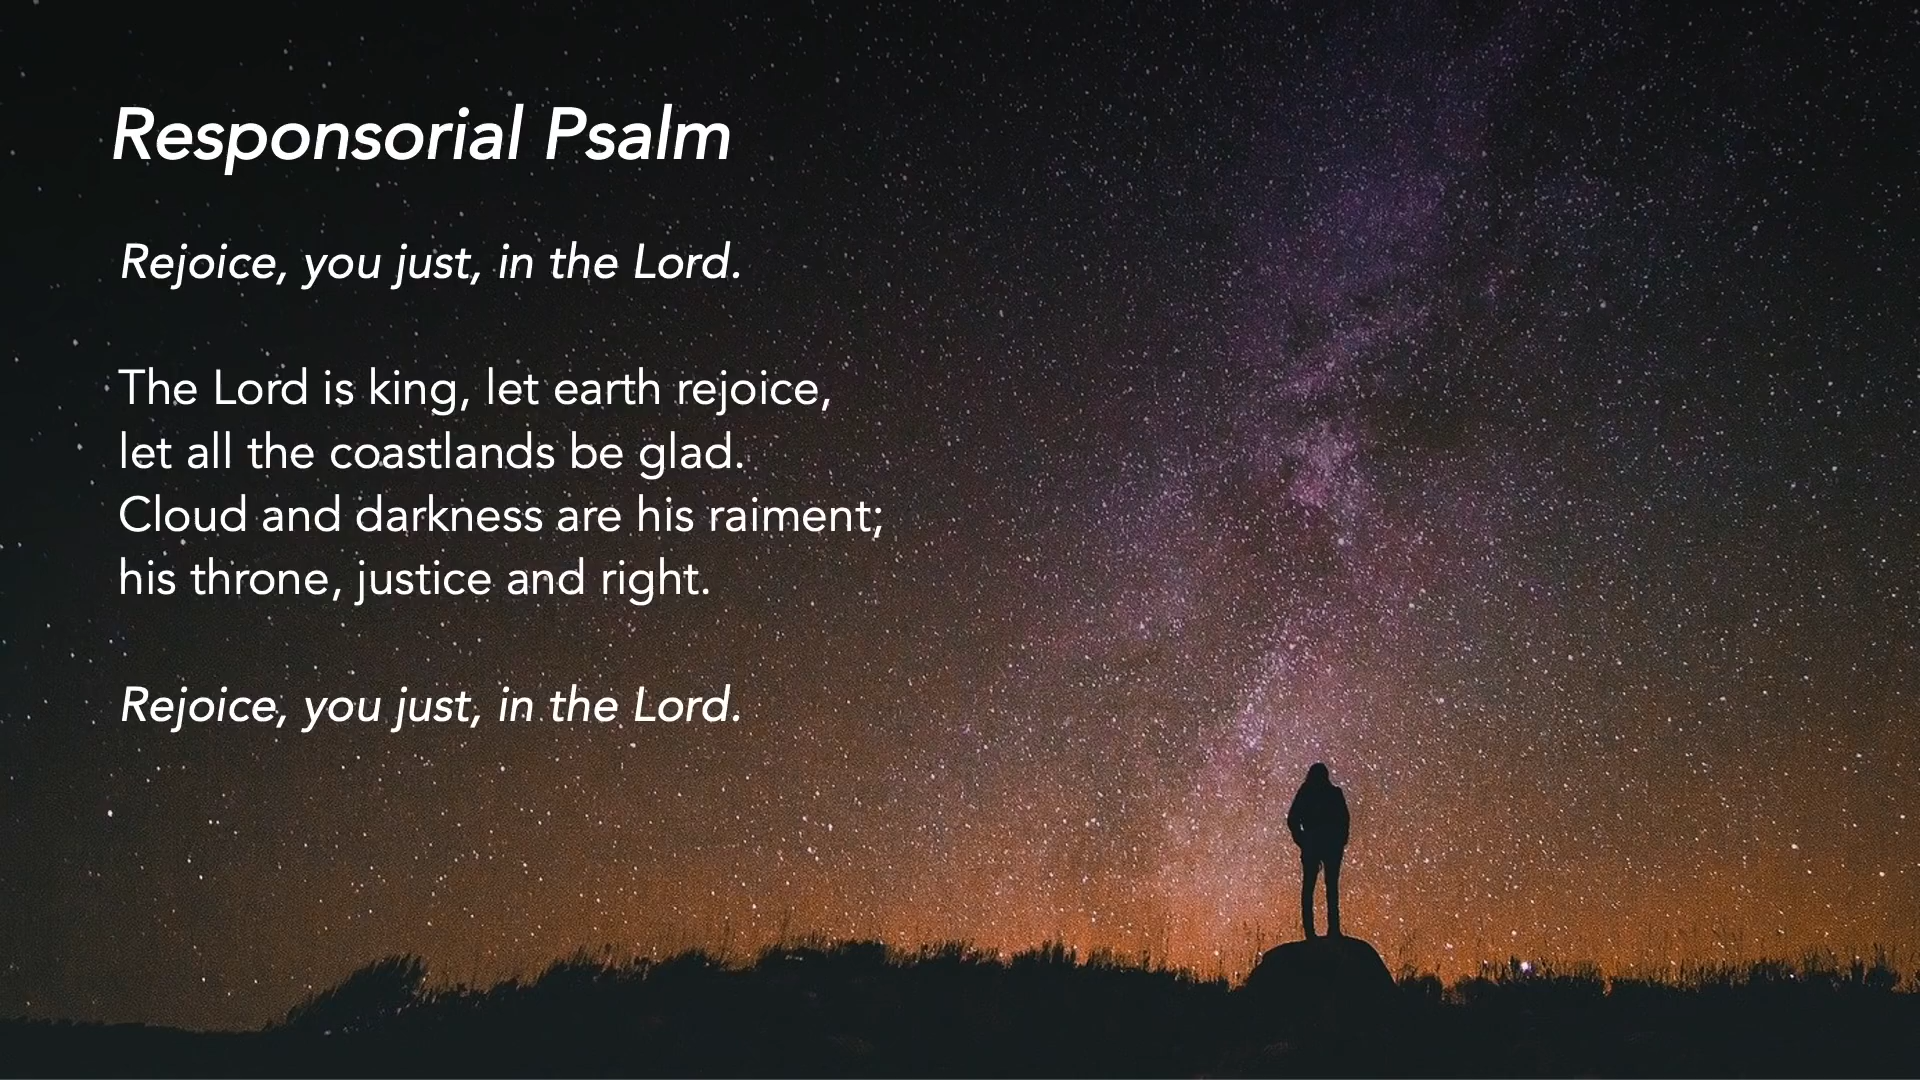 Responsorial Psalm
Rejoice, you just, in the Lord.
The Lord is king, let earth rejoice,
let all the coastlands be glad.
Cloud and darkness are his raiment;
his throne, justice and right.
Rejoice, you just, in the Lord.